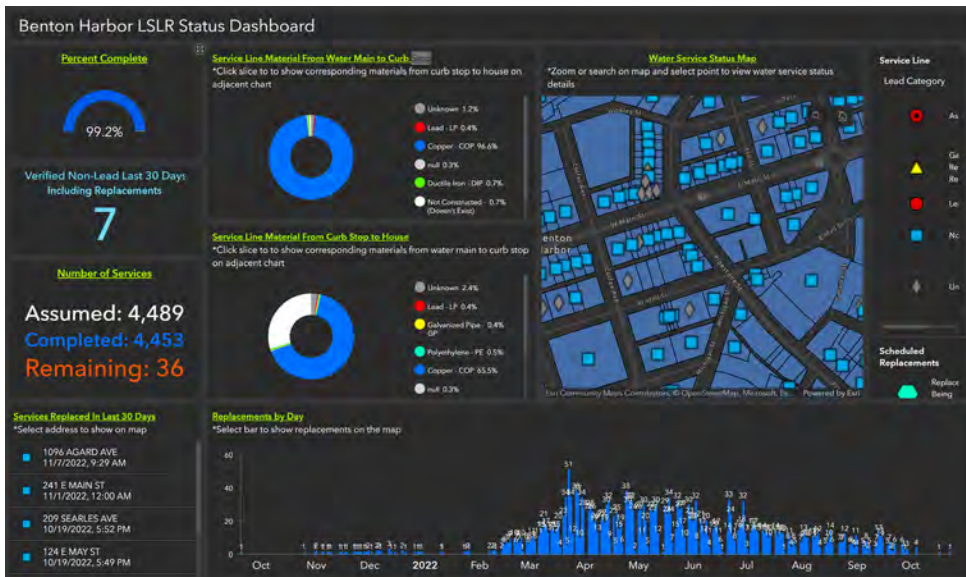 Benton Harbor LSLR Status Dashboard
Percent Complete
99.2%
Verified Non-Lead Last 30 Days
Including Replacements
7
Number of Services
Assumed: 4,489
Completed: 4,453
Remaining: 36
Service Line Material From Water Main to Curb
*Click slice to to show corresponding materials from curb stop to house on
adjacent chart
Unknown 1.2%
Lead - LP 0.4%
Copper - COP 96.6%
null 0.3%
Ductile Iron - DIP 0.7%
Not Constructed - 0.7%
(Doesn't Exist)
Service Line Material From Curb Stop to House
*Click slice to to show corresponding materials from water main to curb stop
on adjacent chart
Unknown 2.4%
Lead - LP 0.4%
Galvanized Pipe - 0.4%
GP
Polyethylene - PE 0.5%
Copper - COP 65.5%
null 0.3%
Water Service Status Map
*Zoom or search on map and select point to view water service status
details
enton
arbor
Esri Community Maps Contributors, © OpenStreetMap, Microsoft, Es... Powered by Esri
Service Line
Lead Category
As
Ga
Re
Re
Le
No
Un
Scheduled
Replacements
Replace
Being
Services Replaced In Last 30 Days
*Select address to show on map
1096 AGARD AVE
11/7/2022, 9:29 AM
241 E MAIN ST
11/1/2022, 12:00 AM
209 SEARLES AVE
10/19/2022, 5:52 PM
124 E MAY ST
10/19/2022, 5:49 PM
Replacements by Day
*Select bar to show replacements on the map
60
40
20
0
51
Oct Nov Dec 2022 Feb Mar Apr May Jun Jul Aug Sep Oct